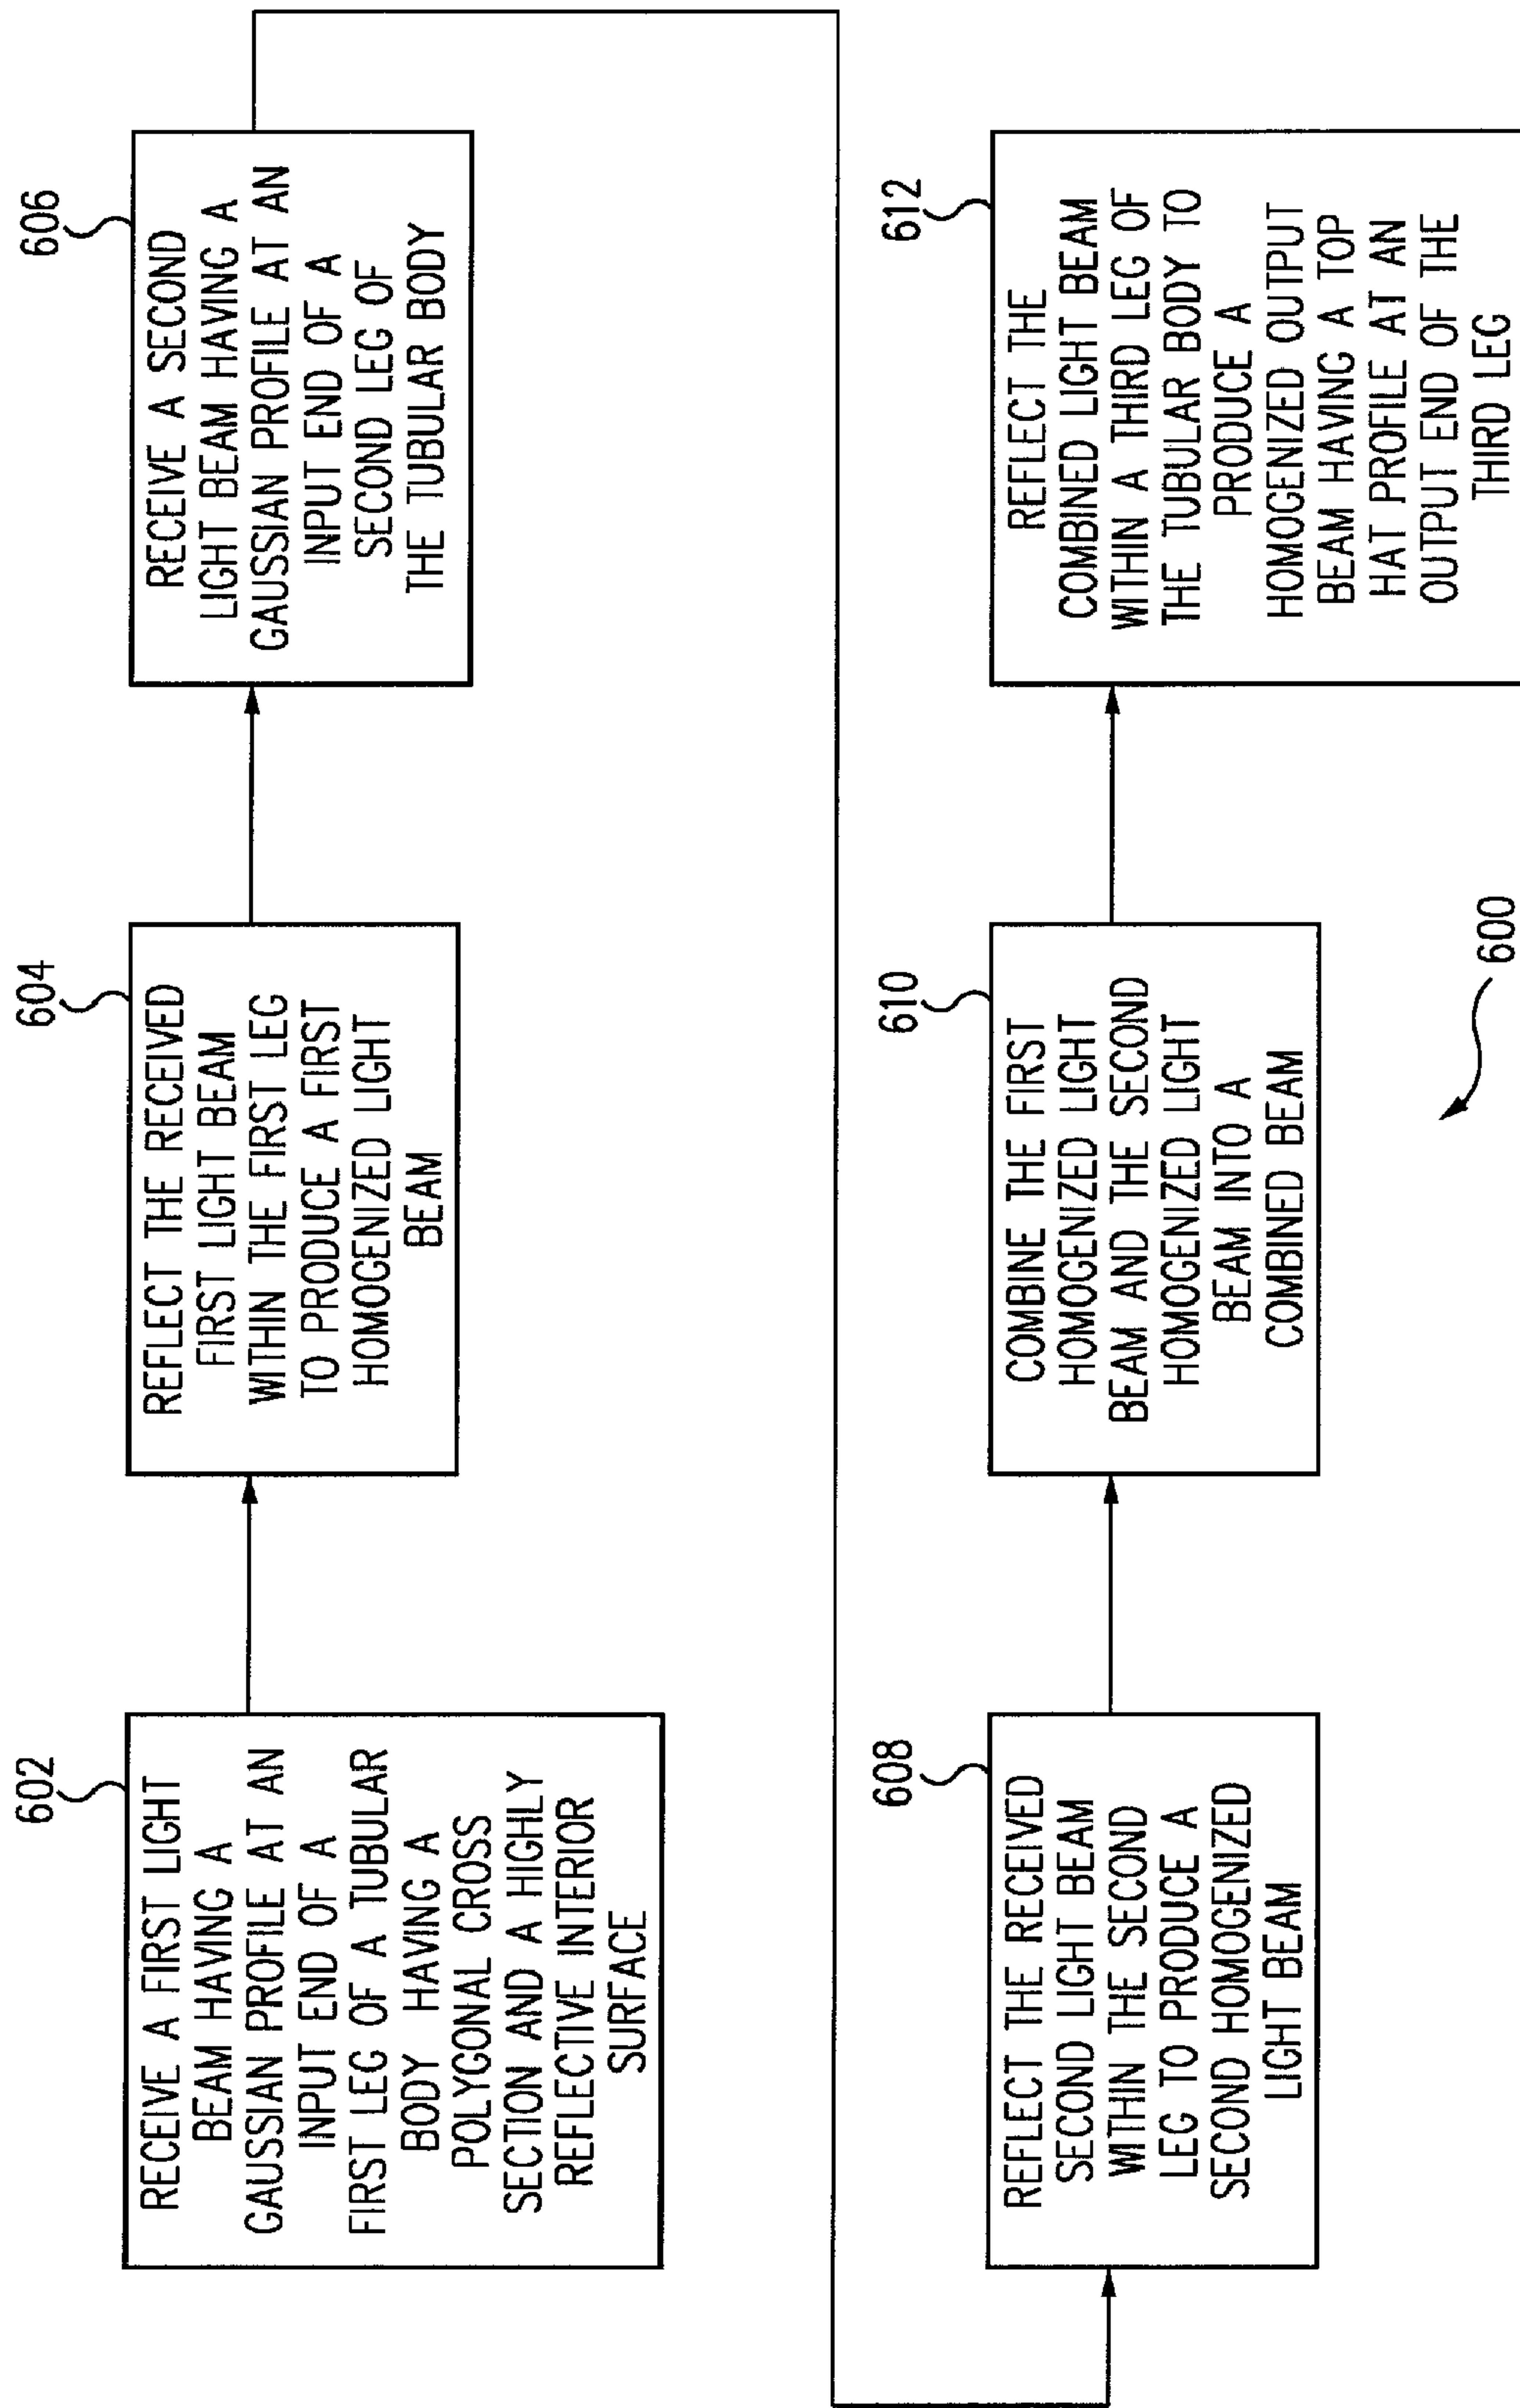 602
RECEIVE A FIRST LIGHT
BEAM HAVING A
GAUSSIAN PROFILE AT AN
INPUT END OF A
FIRST LEG OF A TUBULAR
BODY HAVING A
POLYGONAL CROSS
SECTION AND A HIGHLY
REFLECTIVE INTERIOR
SURFACE
604
REFLECT THE RECEIVED
FIRST LIGHT BEAM
WITHIN THE FIRST LEG
TO PRODUCE A FIRST
HOMOGENIZED LIGHT
BEAM
606
RECEIVE A SECOND
LIGHT BEAM HAVING A
GAUSSIAN PROFILE AT AN
INPUT END OF A
SECOND LEG OF
THE TUBULAR BODY
608
REFLECT THE RECEIVED
SECOND LIGHT BEAM
WITHIN THE SECOND
LEG TO PRODUCE A
SECOND HOMOGENIZED
LIGHT BEAM
610
COMBINE THE FIRST
HOMOGENIZED LIGHT
BEAM AND THE SECOND
HOMOGENIZED LIGHT
BEAM INTO A
COMBINED BEAM
612
REFLECT THE
COMBINED LIGHT BEAM
WITHIN A THIRD LEG OF
THE TUBULAR BODY TO
PRODUCE A
HOMOGENIZED OUTPUT
BEAM HAVING A TOP
HAT PROFILE AT AN
OUTPUT END OF THE
THIRD LEG
600